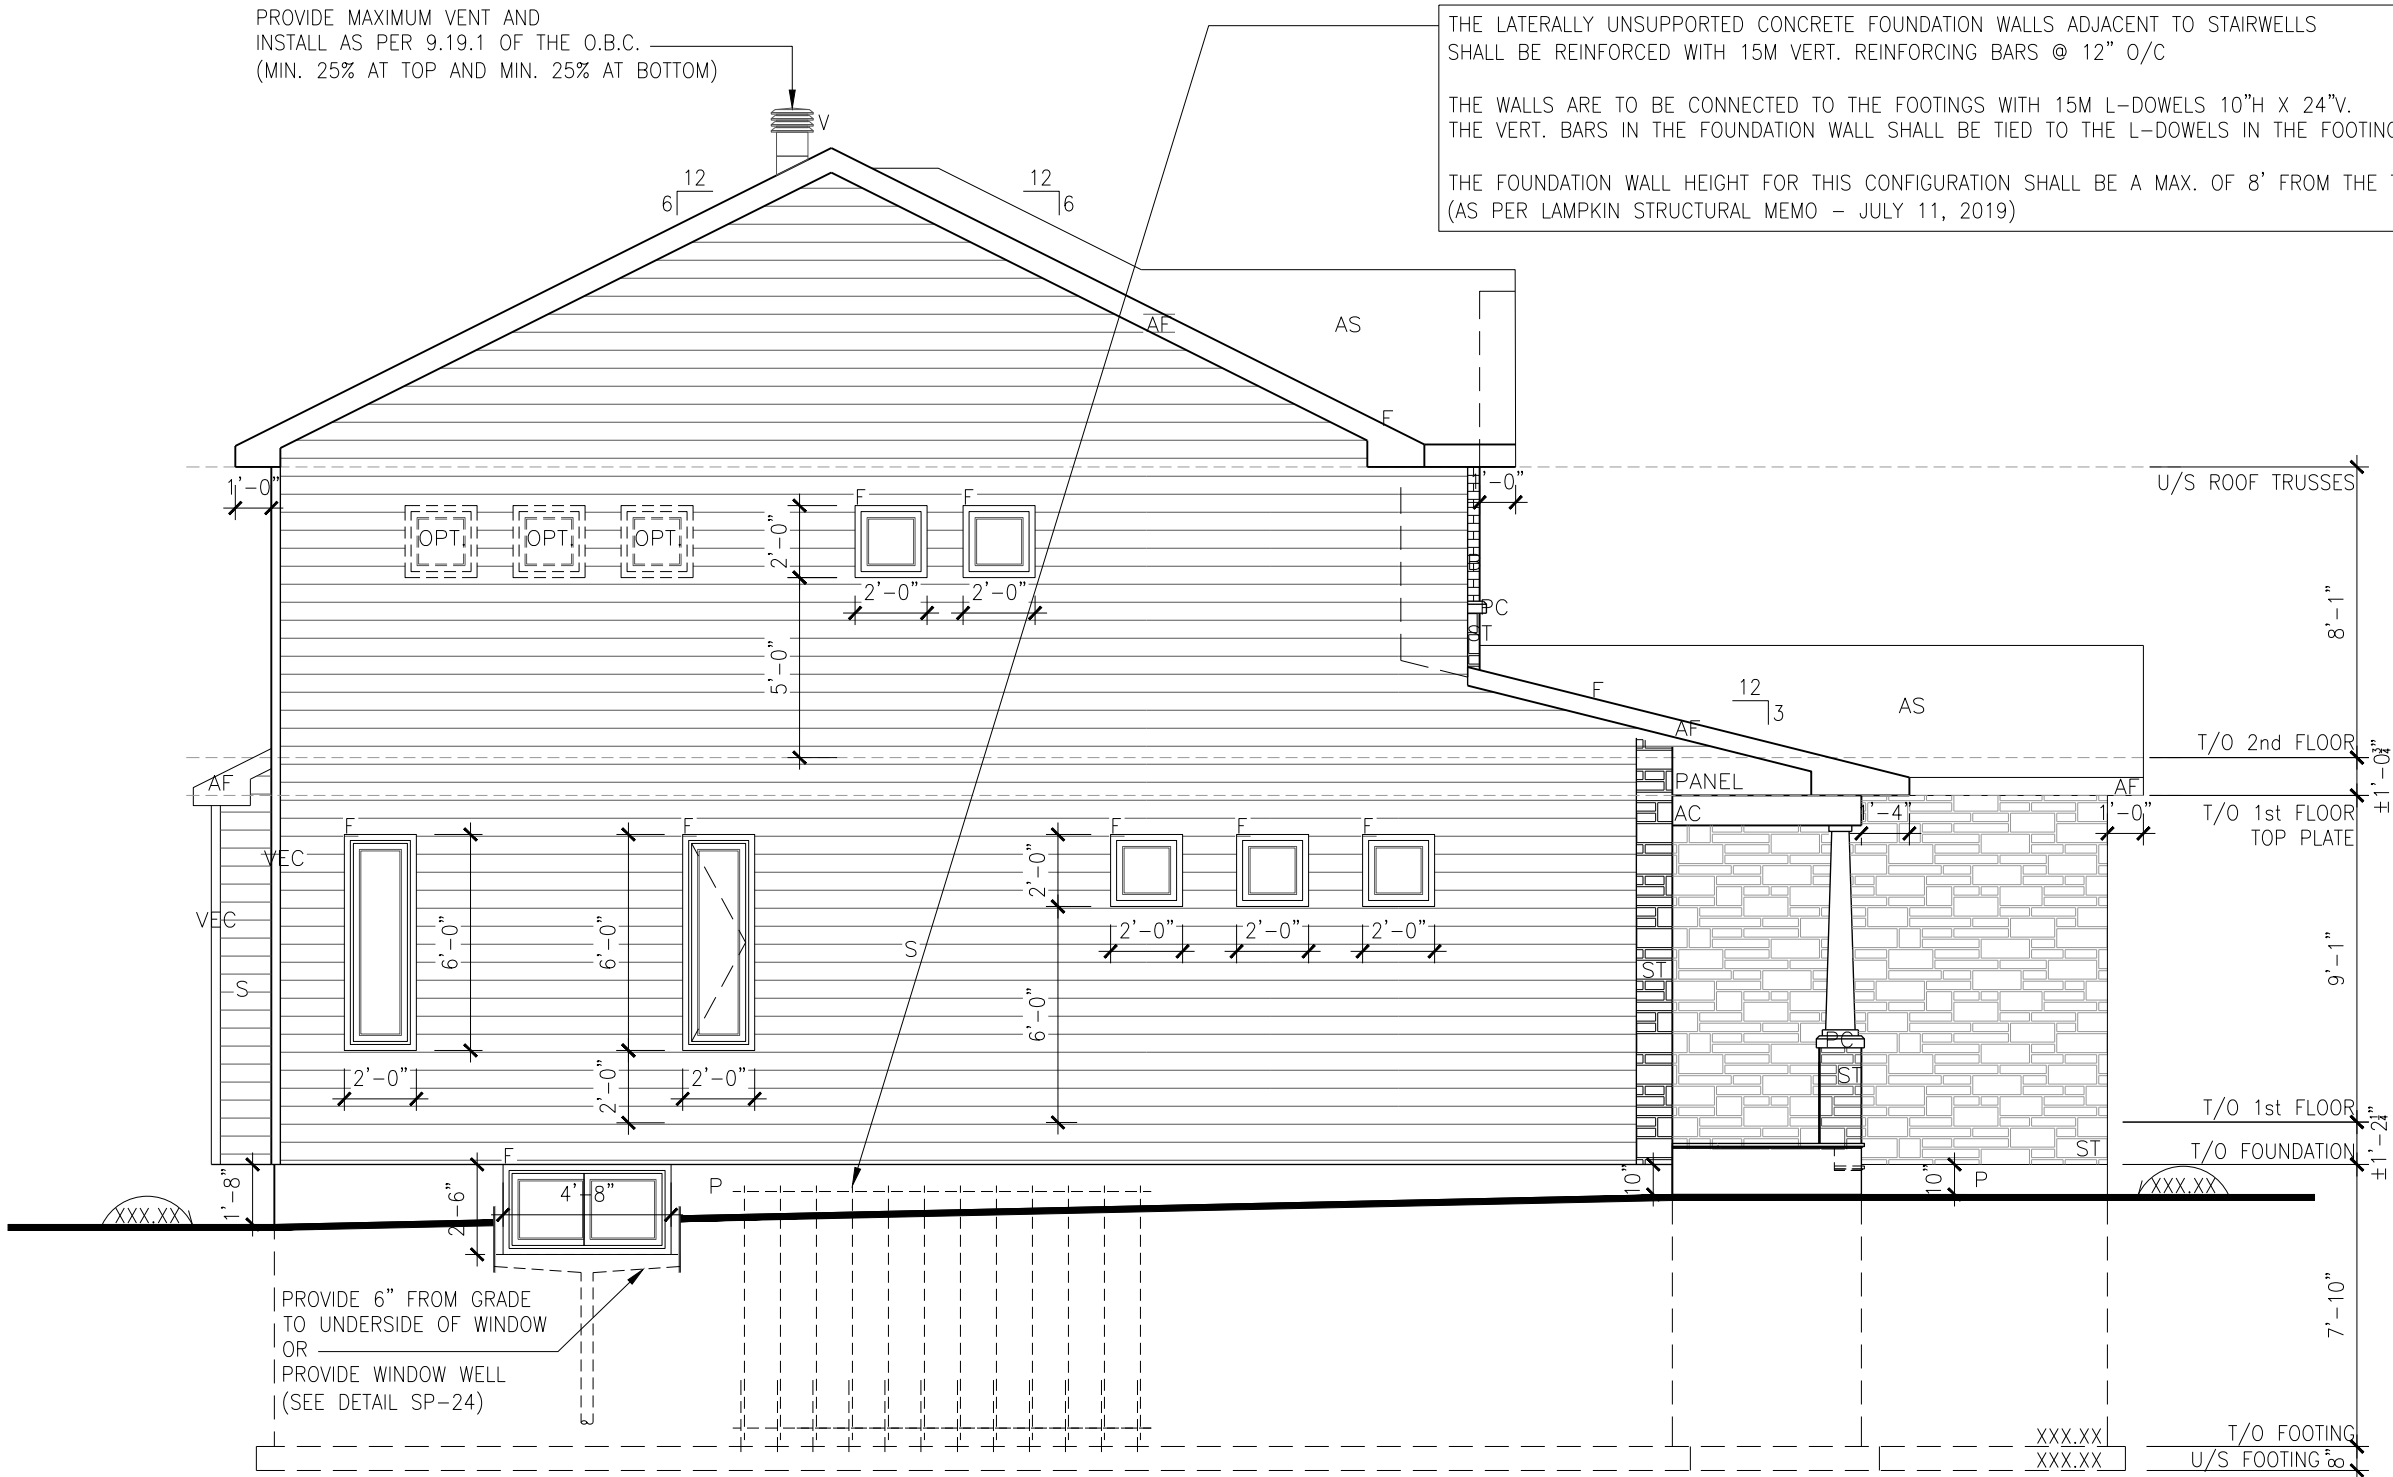 PROVIDE MAXIMUM VENT AND
INSTALL AS PER 9.19.1 OF THE O.B.C.
(MIN. 25% AT TOP AND MIN. 25% AT BOTTOM)
THE LATERALLY UNSUPPORTED CONCRETE FOUNDATION WALLS ADJACENT TO STAIRWELLS
SHALL BE REINFORCED WITH 15M VERT. REINFORCING BARS @ 12" O/C
THE WALLS ARE TO BE CONNECTED TO THE FOOTINGS WITH 15M L-DOWELS 10"H X 24"V.
THE VERT. BARS IN THE FOUNDATION WALL SHALL BE TIED TO THE L-DOWELS IN THE
THE FOUNDATION WALL HEIGHT FOR THIS CONFIGURATION SHALL BE A MAX. OF 8' FROM THE
(AS PER LAMPKIN STRUCTURAL MEMO - JULY 11, 2019)
V
12
6
12
6
AF
AS
F
1'-0"
1'-0"
U/S ROOF TRUSSES
OPT.
OPT.
OPT.
2'-0"
F
F
2'-0"
2'-0"
5'-0"
B
PC
ST
8'-1"
F
12
3
AS
AF
T/O 2nd FLOOR
±1'-0¾"
AF
PANEL
AC
1'-4"
AF
1'-0"
T/O 1st FLOOR
TOP PLATE
F
F
F
F
F
VEC
VEC
S
6'-0"
6'-0"
2'-0"
2'-0"
2'-0"
2'-0"
S
6'-0"
ST
9'-1"
2'-0"
2'-0"
2'-0"
PC
ST
T/O 1st FLOOR
±1'-2¼"
ST
T/O FOUNDATION
F
1'-8"
2'-6"
4'-8"
P
10"
10"
P
XXX.XX
XXX.XX
PROVIDE 6" FROM GRADE
TO UNDERSIDE OF WINDOW
OR
PROVIDE WINDOW WELL
(SEE DETAIL SP-24)
7'-10"
XXX.XX
T/O FOOTING
XXX.XX
U/S FOOTING
8"